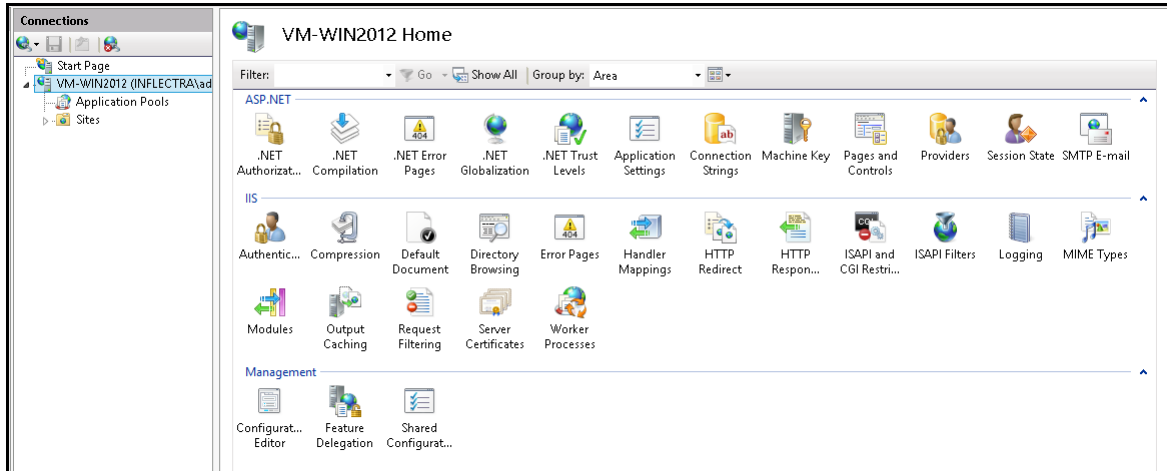 Connections
Start Page
VM-WIN2012 (INFLECTRA\ad
Application Pools
Sites
VM-WIN2012 Home
Filter: Go Show All Group by: Area
ASP.NET
.NET Authorizat...
.NET Compilation
.NET Error Pages
.NET Globalization
.NET Trust Levels
Application Settings
Connection Strings
Machine Key
Pages and Controls
Providers
Session State
SMTP E-mail
IIS
Authentic...
Compression
Default Document
Directory Browsing
Error Pages
Handler Mappings
HTTP Redirect
HTTP Respon...
ISAPI and CGI Restri...
ISAPI Filters
Logging
MIME Types
Modules
Output Caching
Request Filtering
Server Certificates
Worker Processes
Management
Configurat... Editor
Feature Delegation
Shared Configurat...